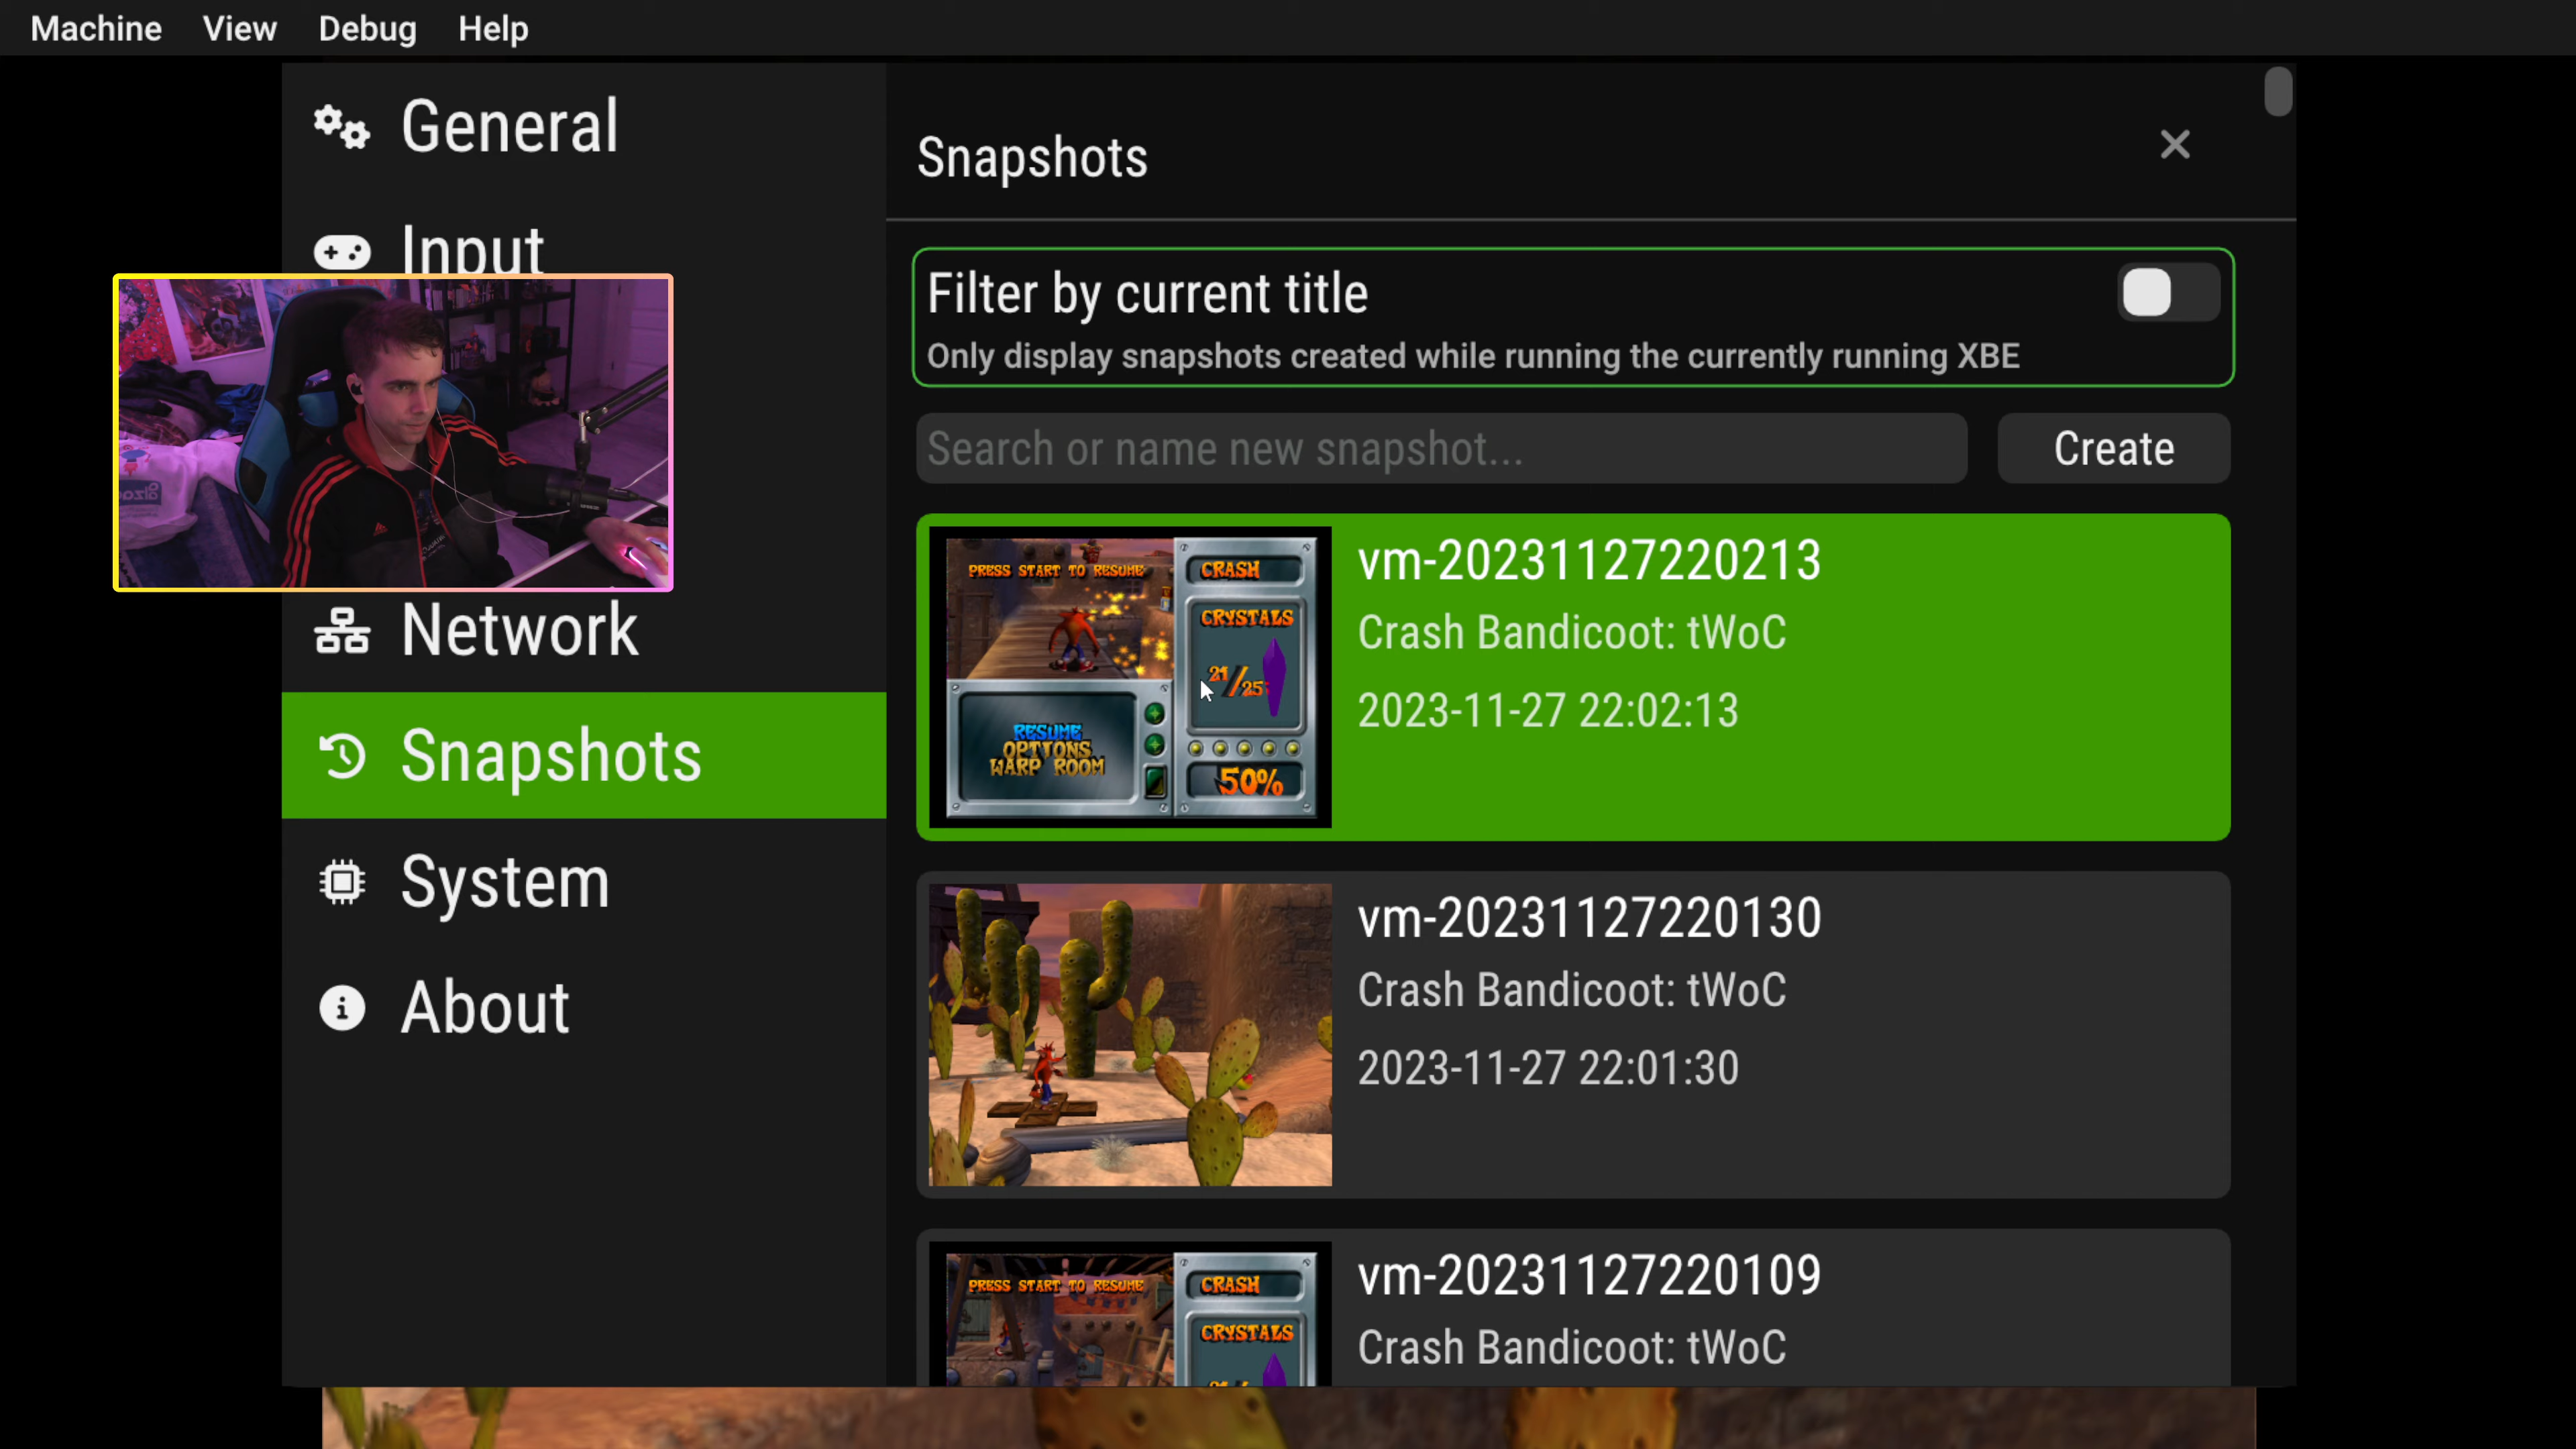 Machine View Debug Help
General
Input
Network
Snapshots
System
About
Snapshots
Filter by current title
Only display snapshots created while running the currently running XBE
Search or name new snapshot...
Create
PRESS START TO RESUME
CRASH
CRYSTALS
21/25
RESUME
OPTIONS
WARP ROOM
50%
vm-20231127220213
Crash Bandicoot: tWoC
2023-11-27 22:02:13
vm-20231127220130
Crash Bandicoot: tWoC
2023-11-27 22:01:30
PRESS START TO RESUME
CRASH
CRYSTALS
vm-20231127220109
Crash Bandicoot: tWoC